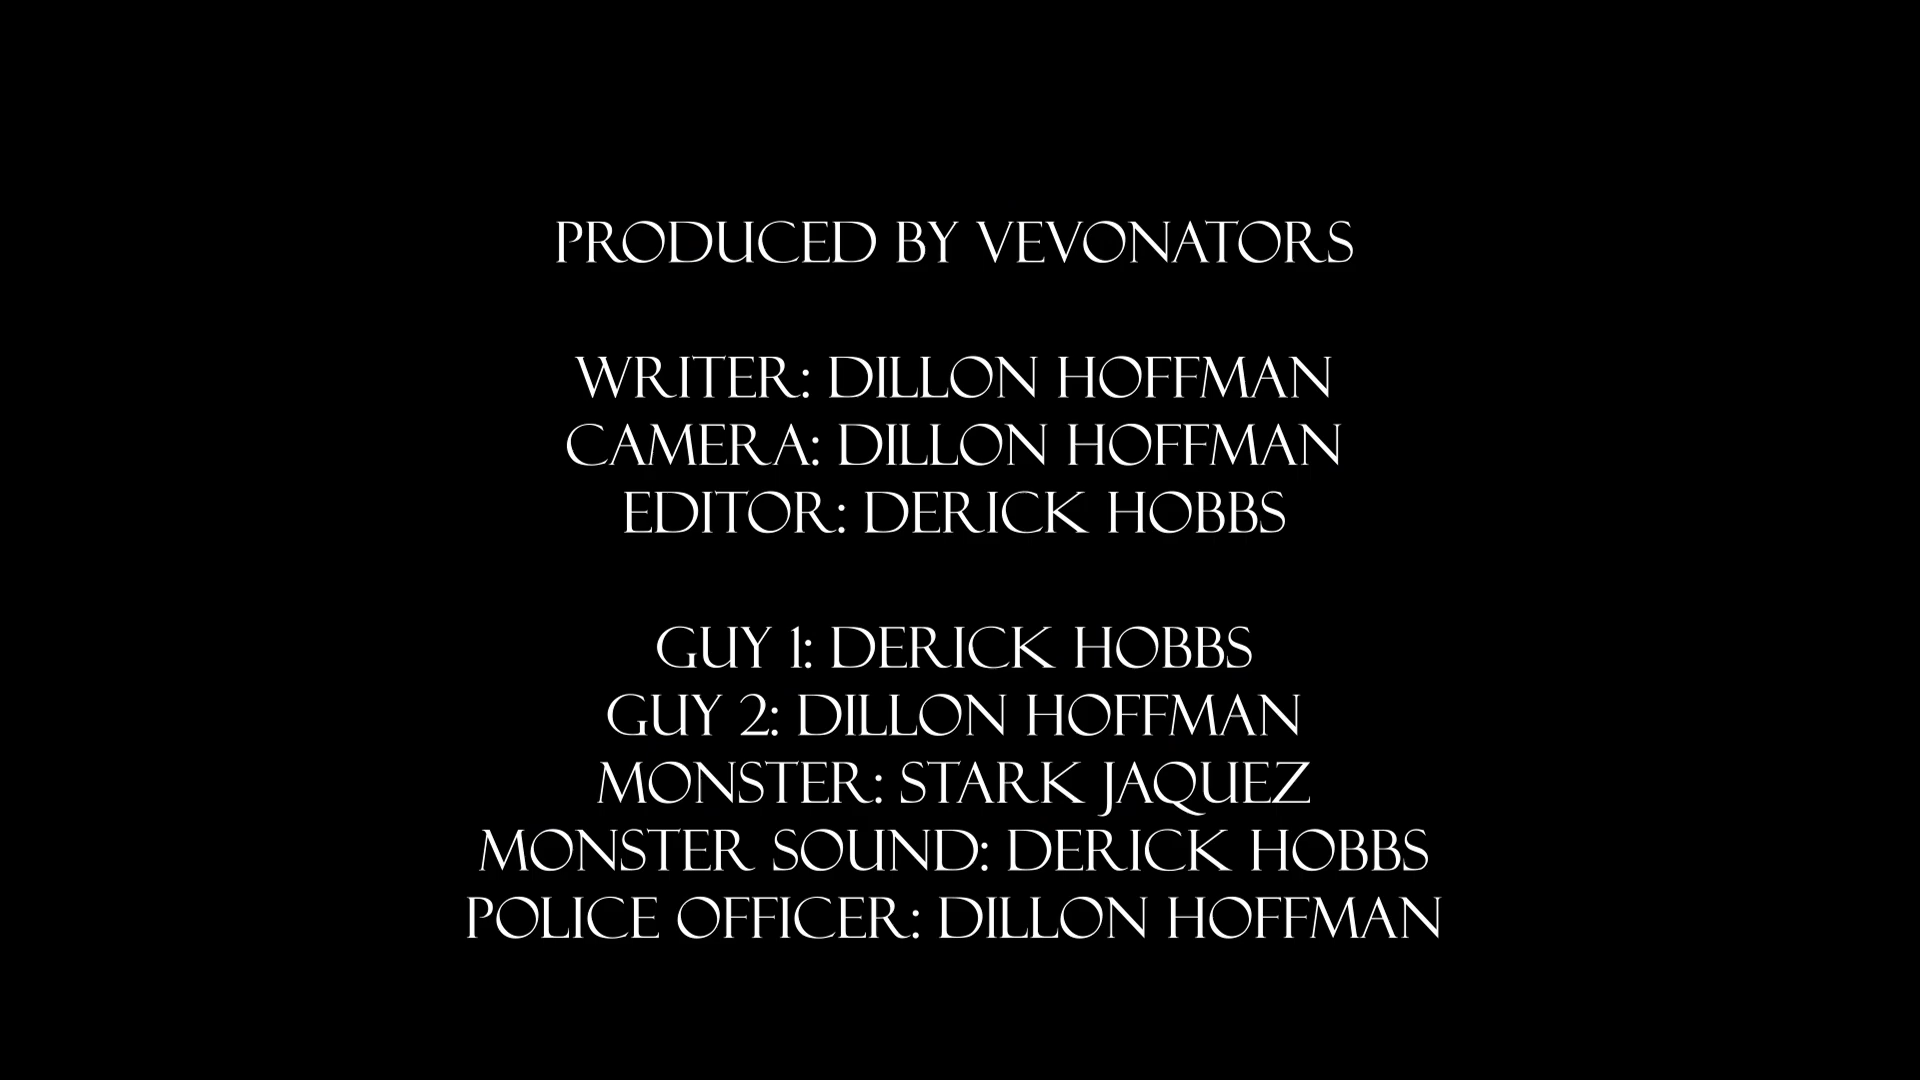 PRODUCED BY VEVONATORS
WRITER: DILLON HOFFMAN
CAMERA: DILLON HOFFMAN
EDITOR: DERICK HOBBS
GUY 1: DERICK HOBBS
GUY 2: DILLON HOFFMAN
MONSTER: STARK JAQUEZ
MONSTER SOUND: DERICK HOBBS
POLICE OFFICER: DILLON HOFFMAN